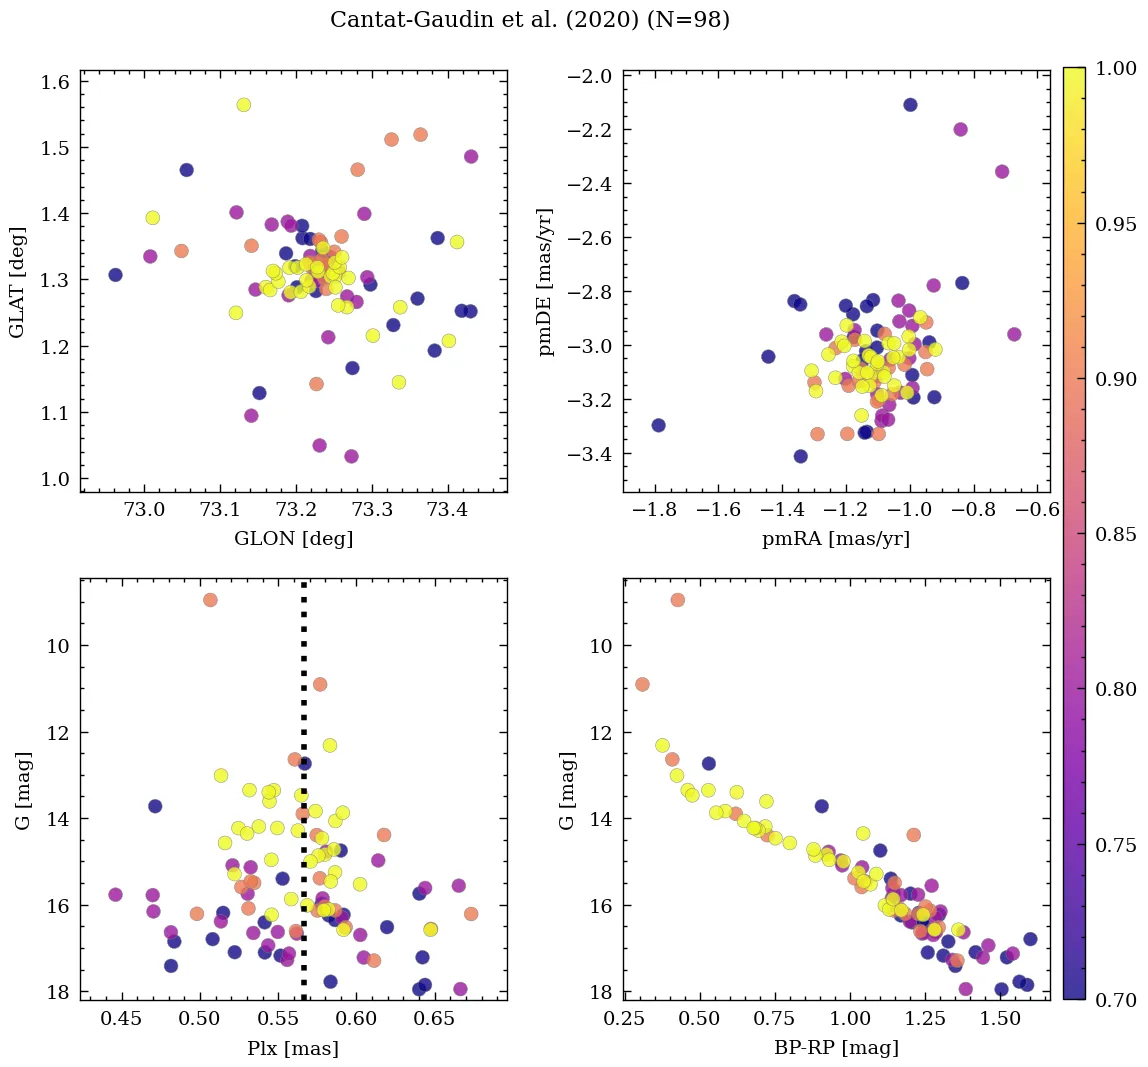 Cantat-Gaudin et al. (2020) (N=98)
1.6
1.5
1.4
1.3
1.2
1.1
1.0
GLAT [deg]
73.0 73.1 73.2 73.3 73.4
GLON [deg]
−2.0
−2.2
−2.4
−2.6
−2.8
−3.0
−3.2
−3.4
pmDE [mas/yr]
−1.8 −1.6 −1.4 −1.2 −1.0 −0.8 −0.6
pmRA [mas/yr]
10
12
14
16
18
G [mag]
0.45 0.50 0.55 0.60 0.65
Plx [mas]
10
12
14
16
18
G [mag]
0.25 0.50 0.75 1.00 1.25 1.50
BP-RP [mag]
1.00
0.95
0.90
0.85
0.80
0.75
0.70